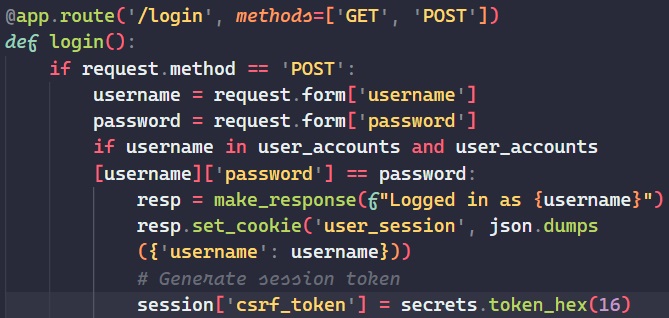 @app.route('/login', methods=['GET', 'POST'])
def login():
if request.method == 'POST':
username = request.form['username']
password = request.form['password']
if username in user_accounts and user_accounts
[username]['password'] == password:
resp = make_response(f"Logged in as {username}")
resp.set_cookie('user_session', json.dumps
({'username': username}))
# Generate session token
session['csrf_token'] = secrets.token_hex(16)